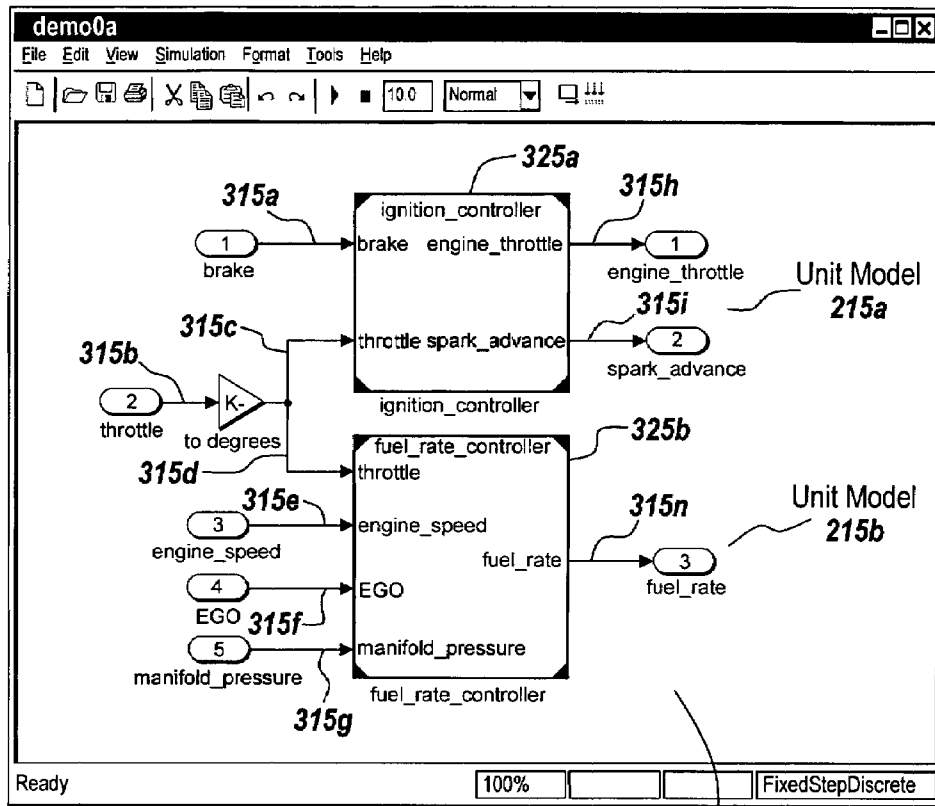 demo0a
File Edit View Simulation Format Tools Help
10.0 Normal
325a
315a
315h
ignition_controller
1
brake
brake engine_throttle
1
engine_throttle
Unit Model
215a
315c
315i
throttle spark_advance
2
spark_advance
315b
2
throttle
K-
to degrees
ignition_controller
325b
315d
fuel_rate_controller
throttle
315e
3
engine_speed
engine_speed
315n
Unit Model
215b
fuel_rate
3
fuel_rate
4
EGO
EGO
315f
5
manifold_pressure
manifold_pressure
315g
fuel_rate_controller
Ready 100% FixedStepDiscrete